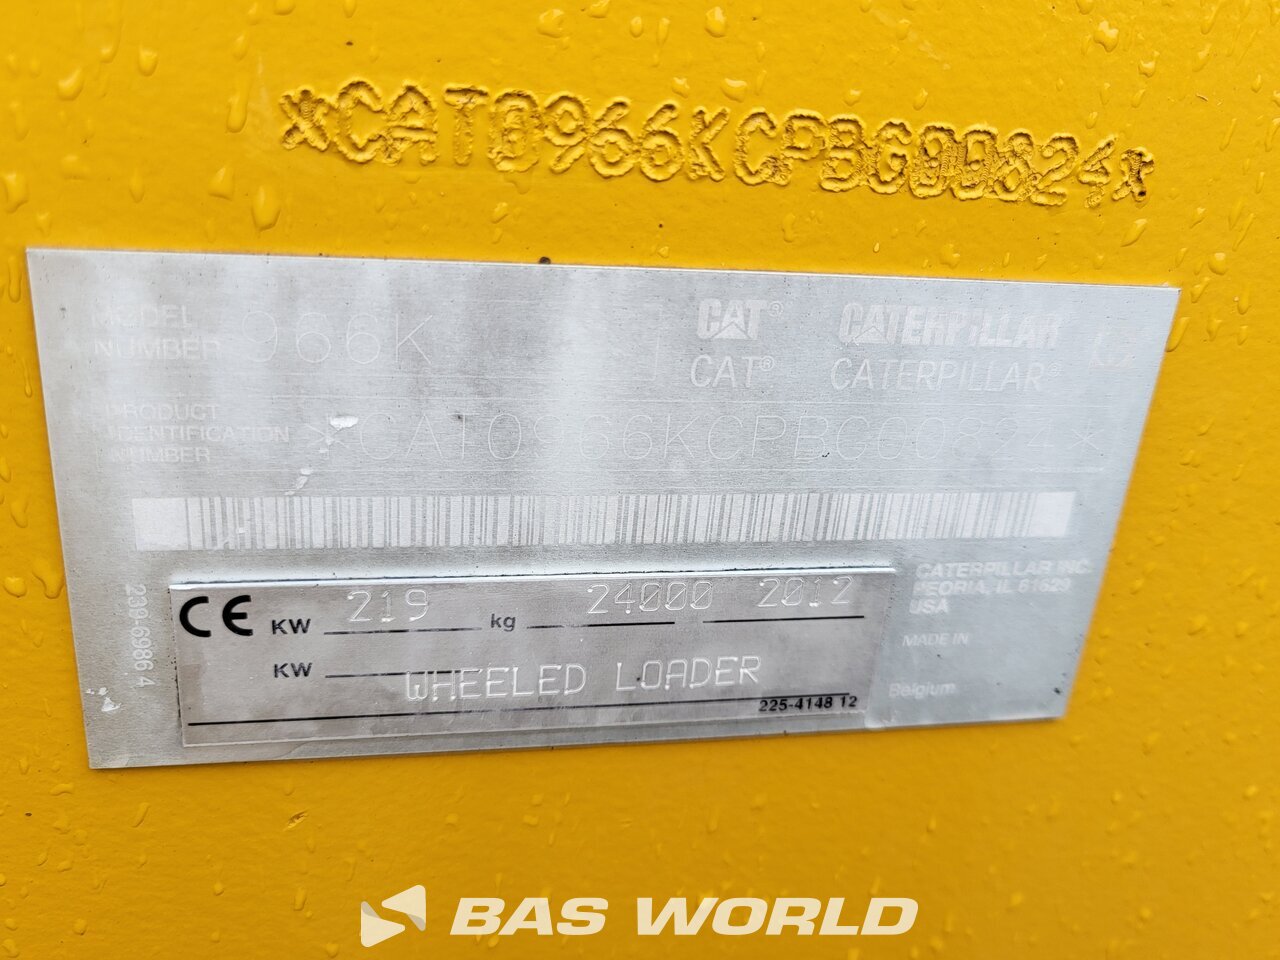 *CAT0966KCPBG00824*
MODEL
NUMBER 966K
CAT® CATERPILLAR
CAT® CATERPILLAR®
PRODUCT
IDENTIFICATION
NUMBER *CAT0966KCPBG00824*
239-6986 4
CATERPILLAR INC.
PEORIA, IL 61629
USA
MADE IN
Belgium
CE KW 219 kg 24000 2012
KW
WHEELED LOADER
225-4148 12
BAS WORLD